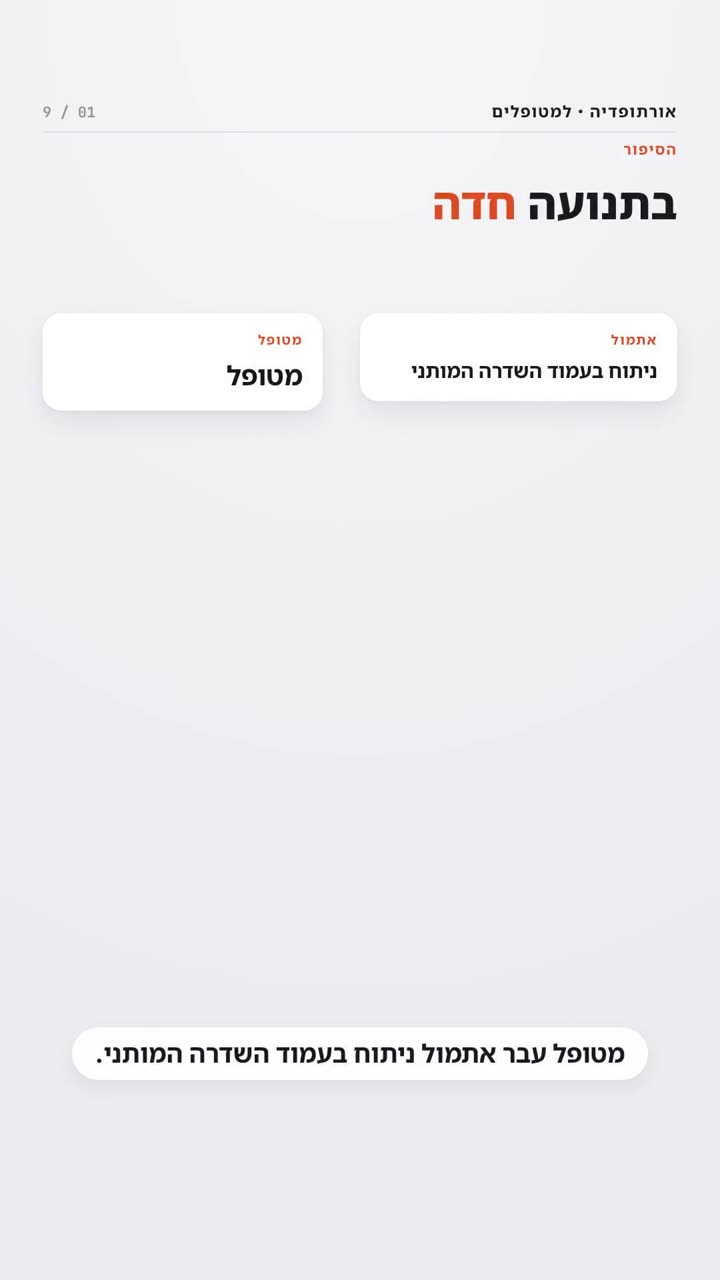 אורתופדיה • למטופלים
9 / 01
הסיפור
בתנועה חדה
אתמול
ניתוח בעמוד השדרה המותני
מטופל
מטופל
מטופל עבר אתמול ניתוח בעמוד השדרה המותני.